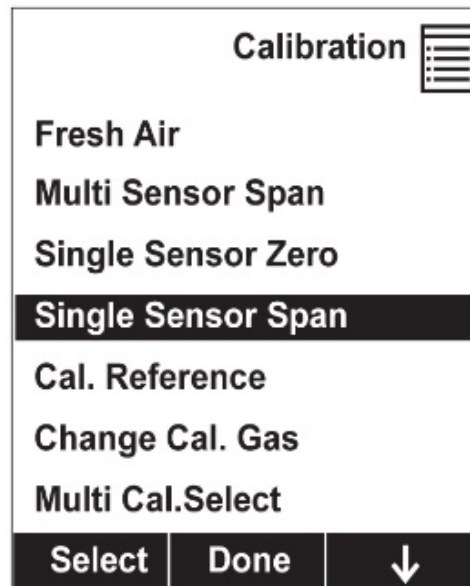 Calibration
Fresh Air
Multi Sensor Span
Single Sensor Zero
Single Sensor Span
Cal. Reference
Change Cal. Gas
Multi Cal.Select
Select Done ↓